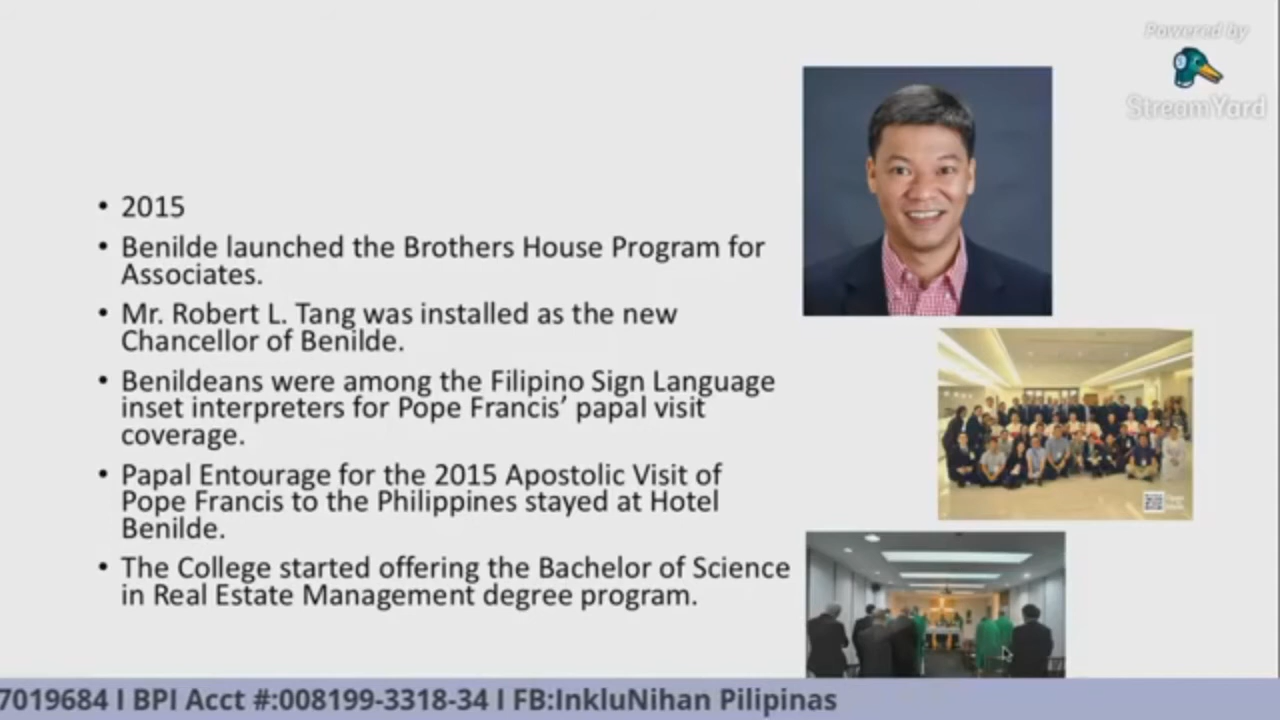 Powered by
StreamYard
• 2015
• Benilde launched the Brothers House Program for
Associates.
• Mr. Robert L. Tang was installed as the new
Chancellor of Benilde.
• Benildeans were among the Filipino Sign Language
inset interpreters for Pope Francis’ papal visit
coverage.
• Papal Entourage for the 2015 Apostolic Visit of
Pope Francis to the Philippines stayed at Hotel
Benilde.
• The College started offering the Bachelor of Science
in Real Estate Management degree program.
7019684 I BPI Acct #:008199-3318-34 I FB:InkluNihan Pilipinas